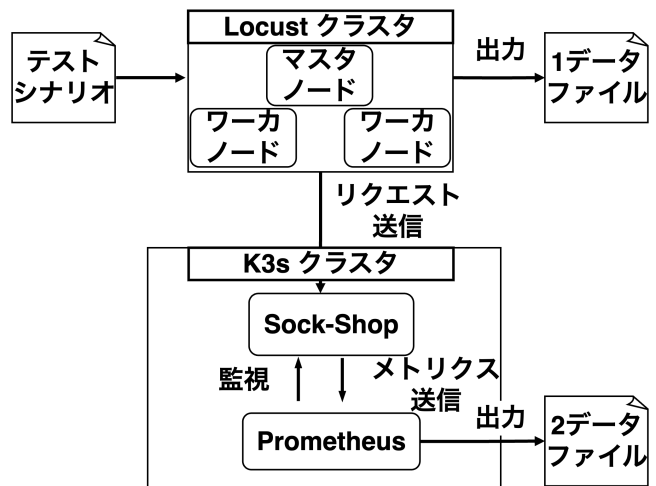 Locust クラスタ
テスト
シナリオ
マスタ
ノード
ワーカ
ノード
ワーカ
ノード
出力
1データ
ファイル
リクエスト
送信
K3s クラスタ
Sock-Shop
監視
メトリクス
送信
Prometheus
出力
2データ
ファイル